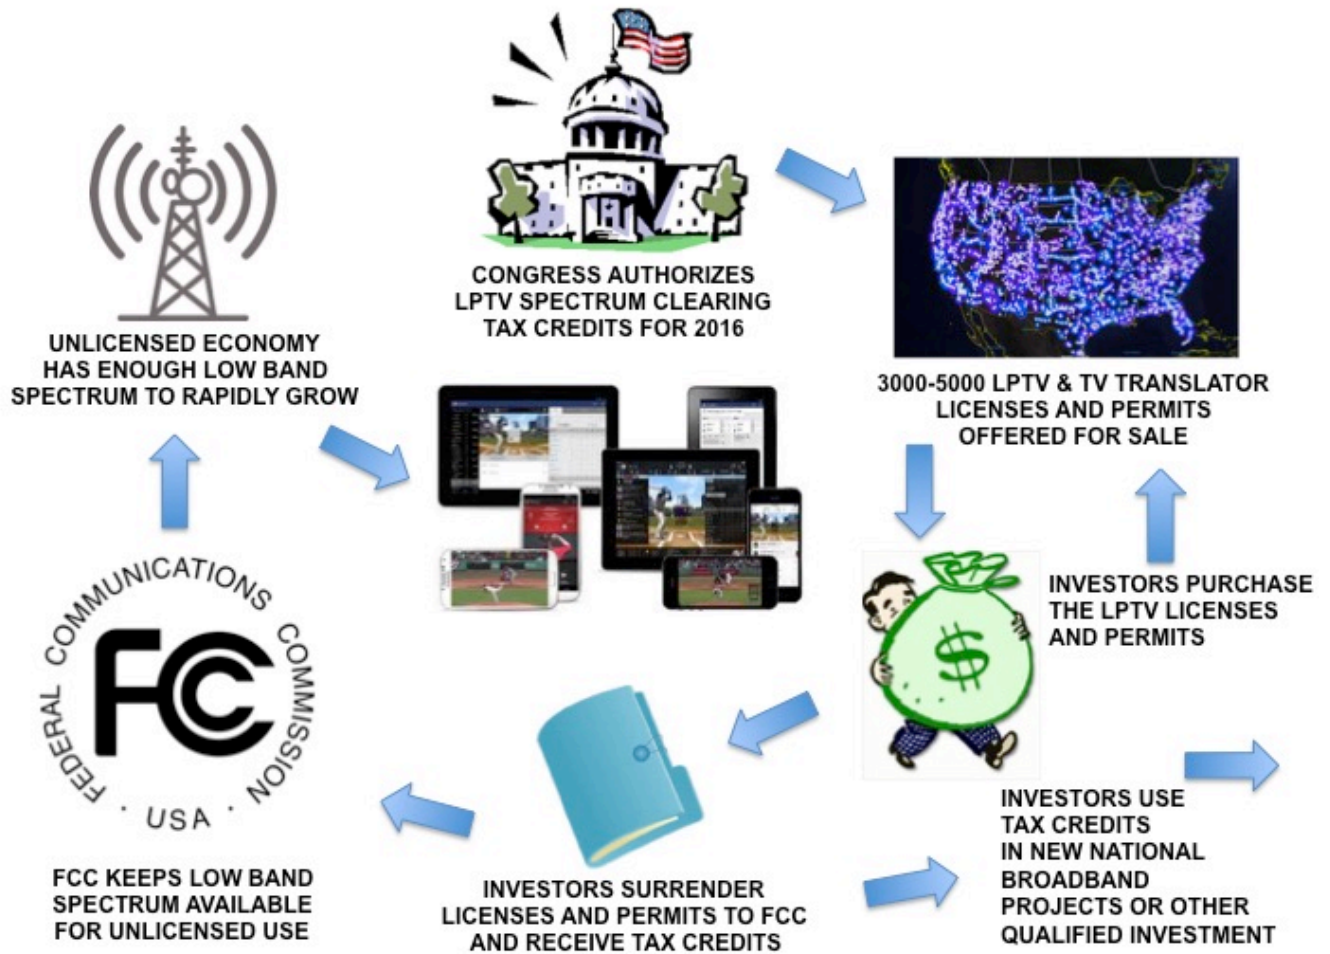 CONGRESS AUTHORIZES
LPTV SPECTRUM CLEARING
TAX CREDITS FOR 2016
3000-5000 LPTV & TV TRANSLATOR
LICENSES AND PERMITS
OFFERED FOR SALE
INVESTORS PURCHASE
THE LPTV LICENSES
AND PERMITS
$
INVESTORS USE
TAX CREDITS
IN NEW NATIONAL
BROADBAND
PROJECTS OR OTHER
QUALIFIED INVESTMENT
INVESTORS SURRENDER
LICENSES AND PERMITS TO FCC
AND RECEIVE TAX CREDITS
FEDERAL COMMUNICATIONS COMMISSION
FCC
· USA ·
FCC KEEPS LOW BAND
SPECTRUM AVAILABLE
FOR UNLICENSED USE
UNLICENSED ECONOMY
HAS ENOUGH LOW BAND
SPECTRUM TO RAPIDLY GROW